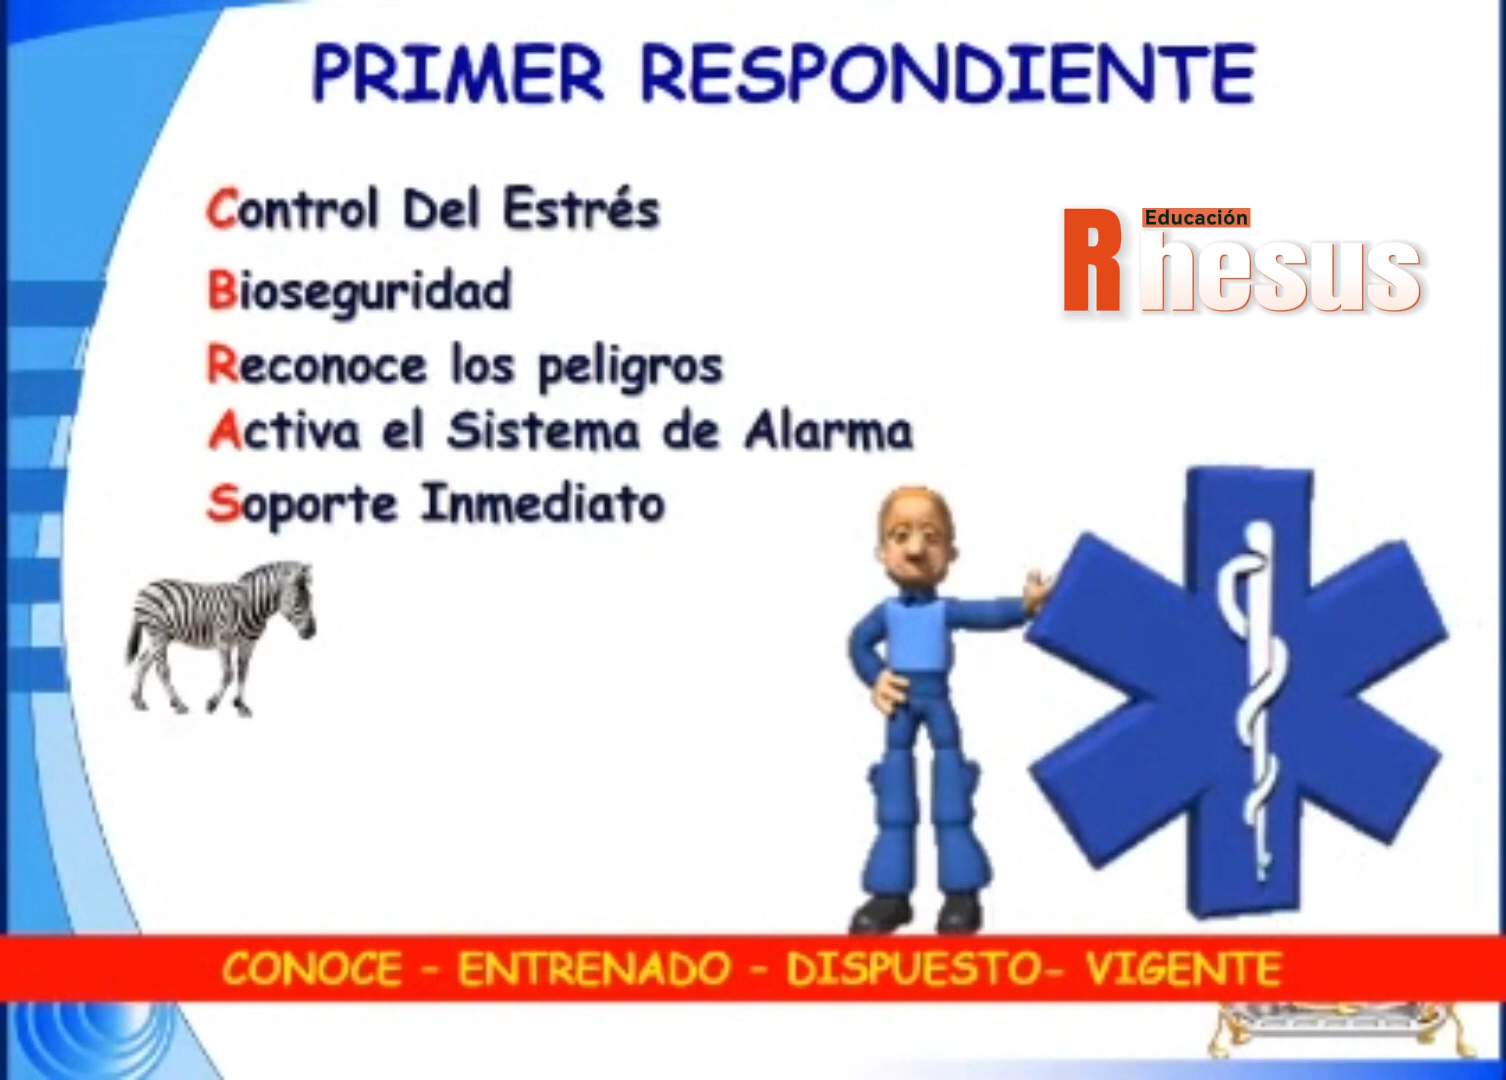 PRIMER RESPONDIENTE
Control Del Estrés
Educación
Rhesus
Bioseguridad
Reconoce los peligros
Activa el Sistema de Alarma
Soporte Inmediato
CONOCE - ENTRENADO - DISPUESTO- VIGENTE